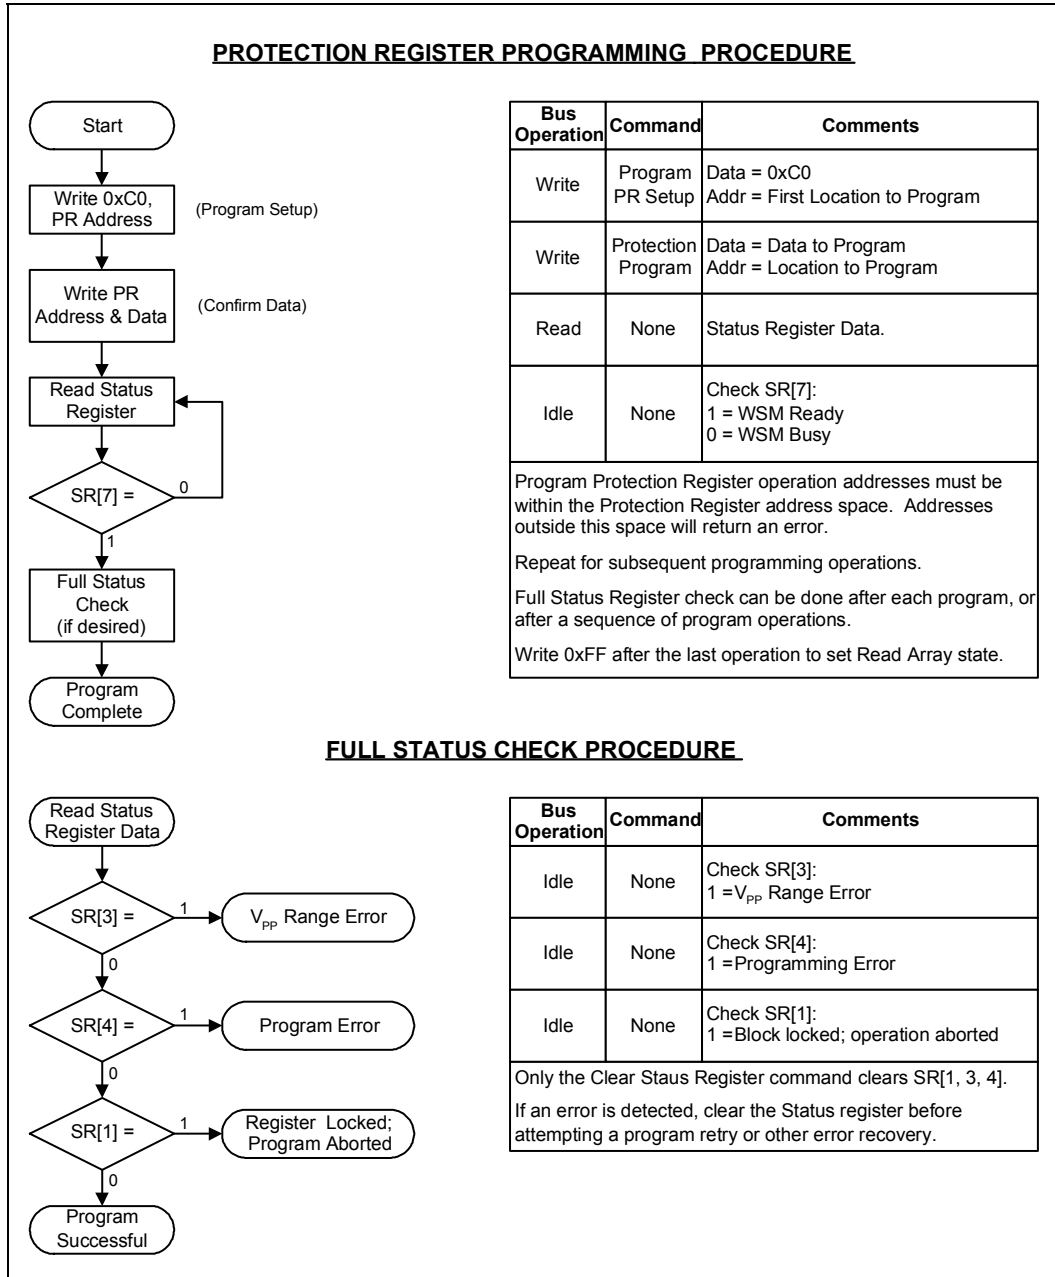 PROTECTION REGISTER PROGRAMMING PROCEDURE
Start
Write 0xC0,
PR Address
(Program Setup)
Write PR
Address & Data
(Confirm Data)
Read Status
Register
SR[7] =
0
1
Full Status
Check
(if desired)
Program
Complete
Bus
Operation
Command
Comments
Write
Program
PR Setup
Data = 0xC0
Addr = First Location to Program
Write
Protection
Program
Data = Data to Program
Addr = Location to Program
Read
None
Status Register Data.
Idle
None
Check SR[7]:
1 = WSM Ready
0 = WSM Busy
Program Protection Register operation addresses must be
within the Protection Register address space. Addresses
outside this space will return an error.
Repeat for subsequent programming operations.
Full Status Register check can be done after each program, or
after a sequence of program operations.
Write 0xFF after the last operation to set Read Array state.
FULL STATUS CHECK PROCEDURE
Read Status
Register Data
SR[3] =
1
VPP Range Error
0
SR[4] =
1
Program Error
0
SR[1] =
1
Register Locked;
Program Aborted
0
Program
Successful
Bus
Operation
Command
Comments
Idle
None
Check SR[3]:
1 =VPP Range Error
Idle
None
Check SR[4]:
1 =Programming Error
Idle
None
Check SR[1]:
1 =Block locked; operation aborted
Only the Clear Staus Register command clears SR[1, 3, 4].
If an error is detected, clear the Status register before
attempting a program retry or other error recovery.